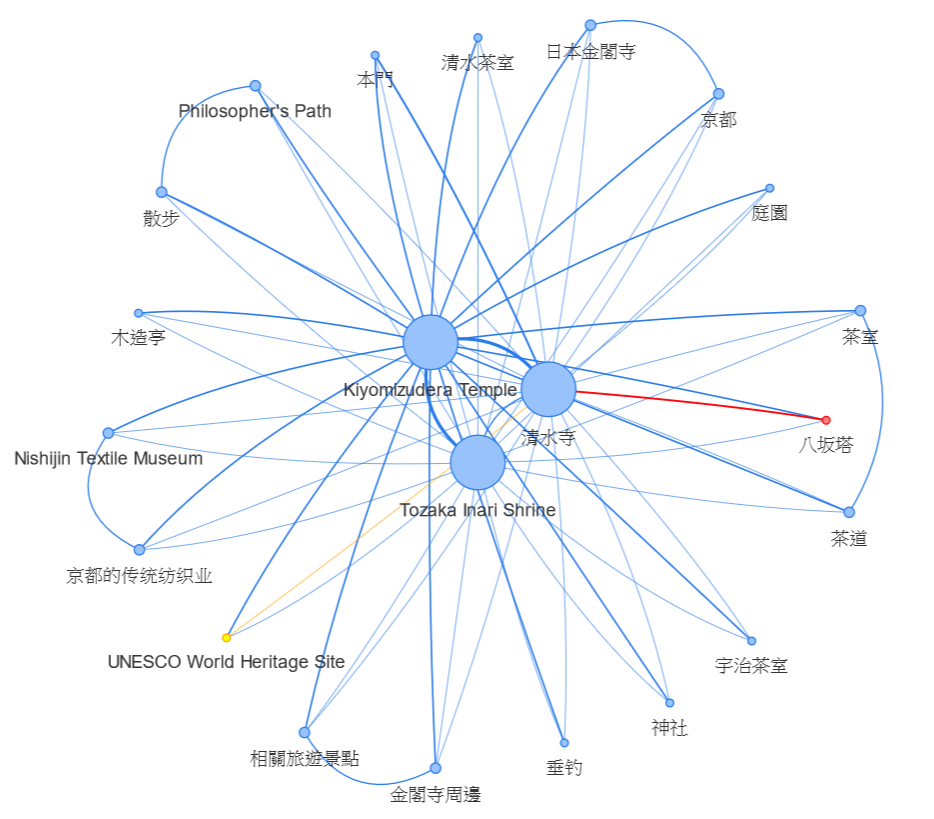 日本金閣寺
清水茶室
本門
Philosopher's Path
京都
散步
庭園
木造亭
茶室
Kiyomizudera Temple
清水寺
八坂塔
Nishijin Textile Museum
Tozaka Inari Shrine
茶道
京都的传统纺织业
UNESCO World Heritage Site
宇治茶室
神社
相關旅遊景點
垂钓
金閣寺周邊